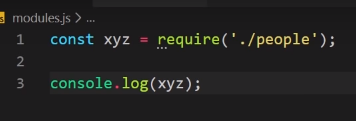 s modules.js > ...
1 const xyz = require('./people');
2
3 console.log(xyz);